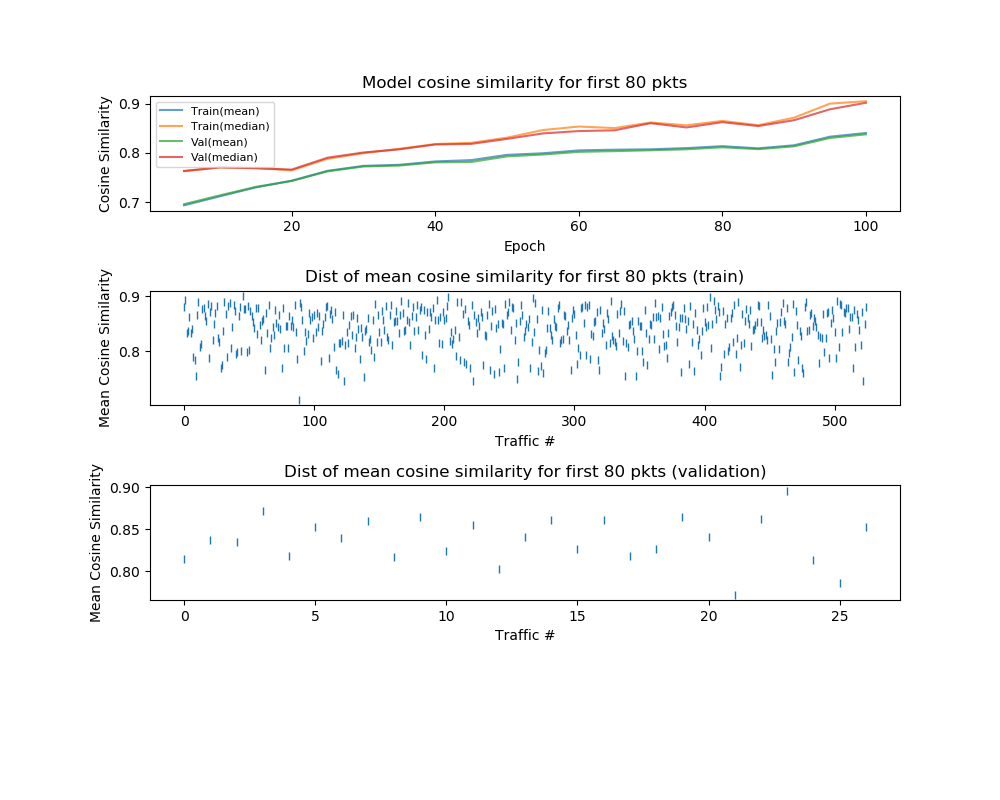 Model cosine similarity for first 80 pkts
Cosine Similarity
0.9
0.8
0.7
Train(mean)
Train(median)
Val(mean)
Val(median)
20 40 60 80 100
Epoch
Dist of mean cosine similarity for first 80 pkts (train)
Mean Cosine Similarity
0.9
0.8
0 100 200 300 400 500
Traffic #
Dist of mean cosine similarity for first 80 pkts (validation)
Mean Cosine Similarity
0.90
0.85
0.80
0 5 10 15 20 25
Traffic #